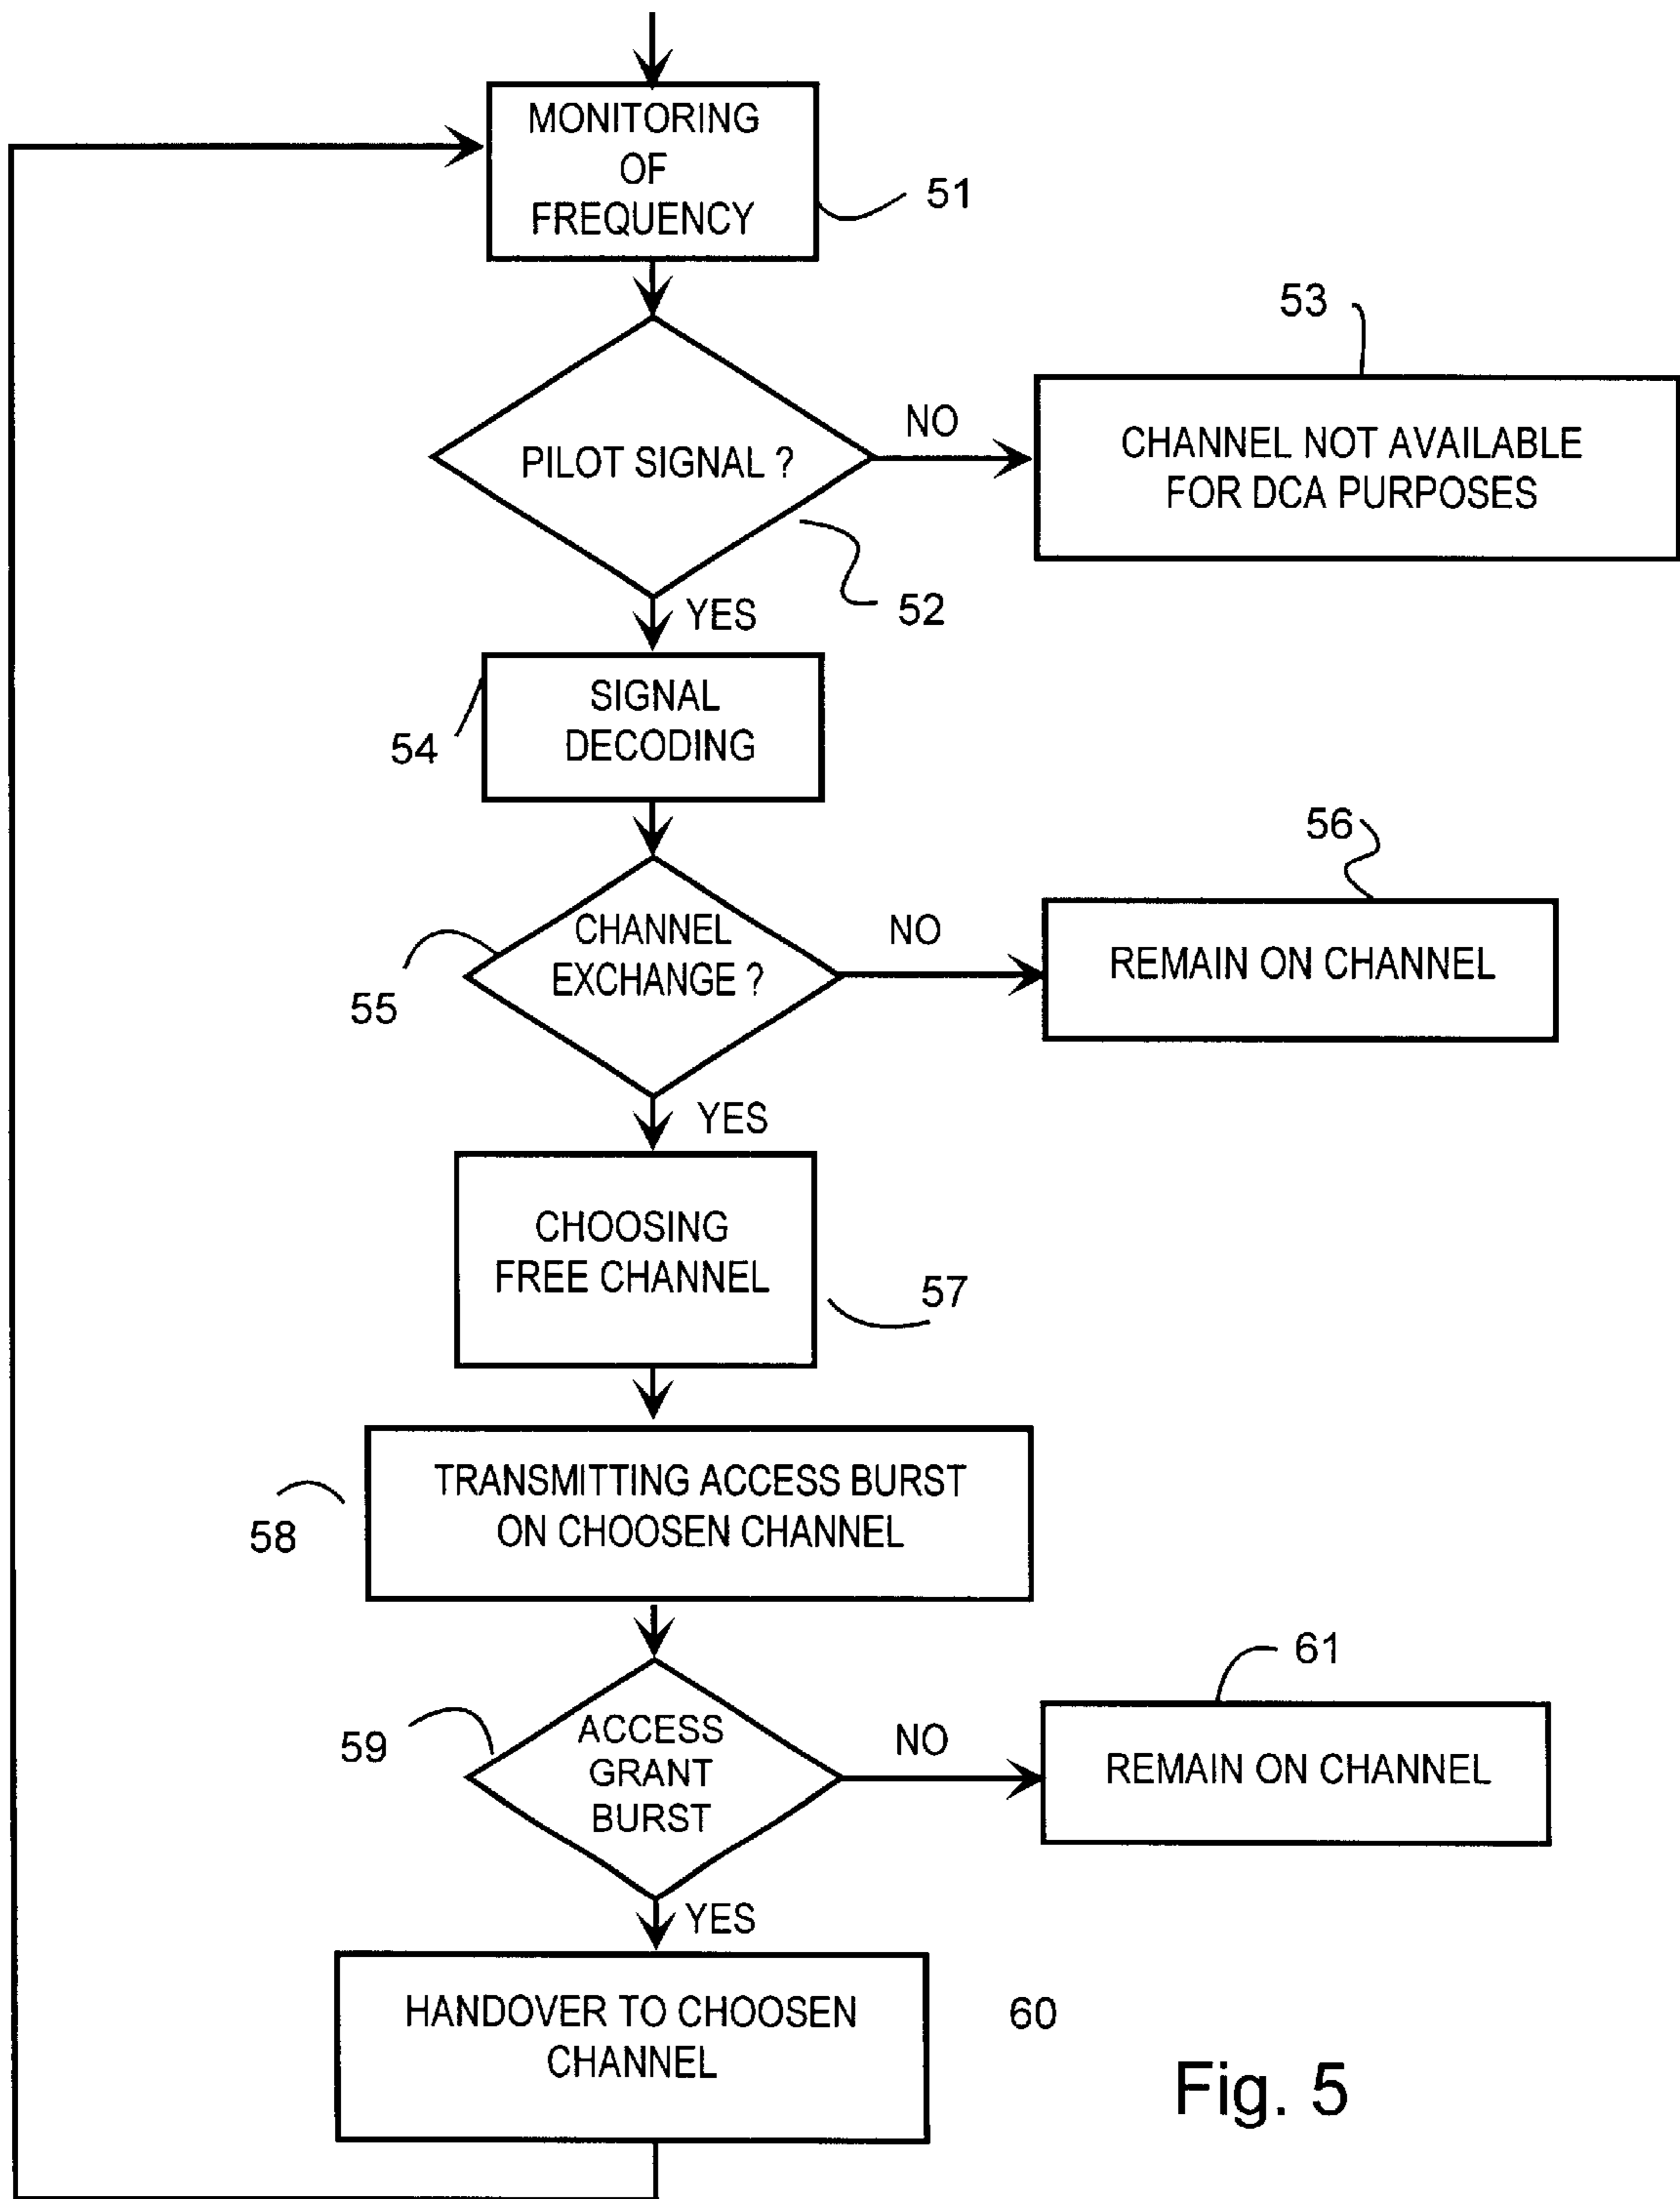 MONITORING
OF
FREQUENCY
51
53
PILOT SIGNAL ?
NO
CHANNEL NOT AVAILABLE
FOR DCA PURPOSES
52
YES
SIGNAL
DECODING
54
56
CHANNEL
EXCHANGE ?
NO
REMAIN ON CHANNEL
55
YES
CHOOSING
FREE CHANNEL
57
TRANSMITTING ACCESS BURST
ON CHOOSEN CHANNEL
58
61
59
ACCESS
GRANT
BURST
NO
REMAIN ON CHANNEL
YES
HANDOVER TO CHOOSEN
CHANNEL
60
Fig. 5